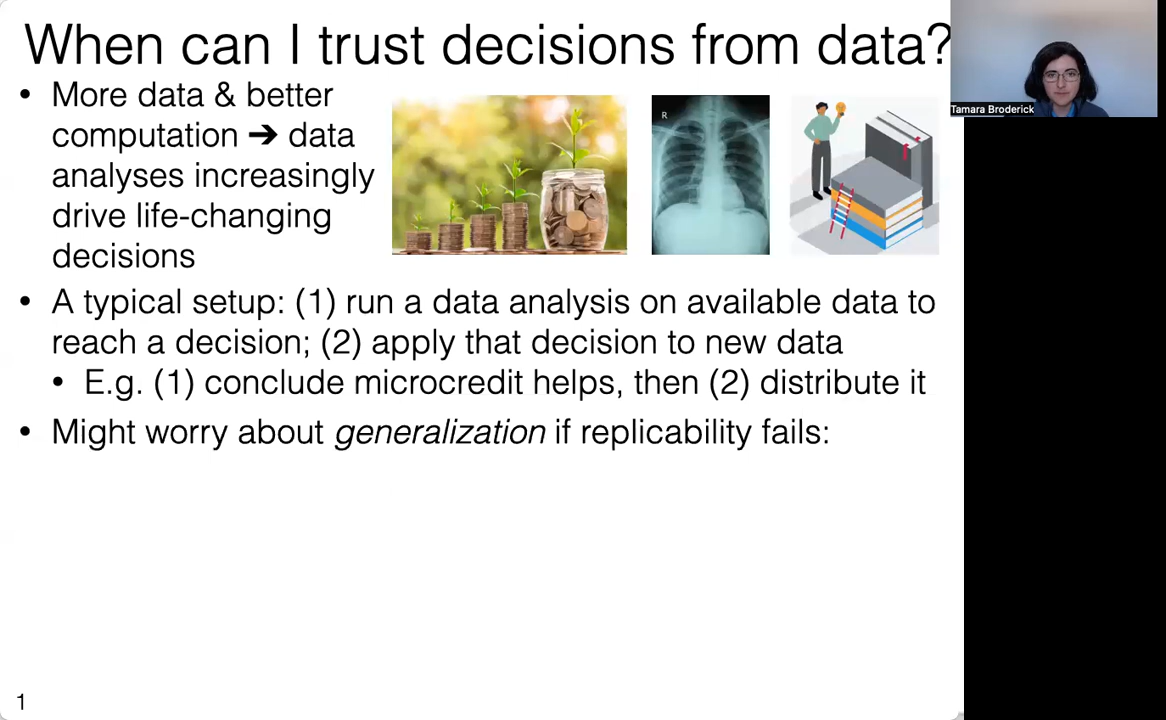 When can I trust decisions from data?
• More data & better
computation ➔ data
analyses increasingly
drive life-changing
decisions
R
Tamara Broderick
• A typical setup: (1) run a data analysis on available data to
reach a decision; (2) apply that decision to new data
• E.g. (1) conclude microcredit helps, then (2) distribute it
• Might worry about generalization if replicability fails:
1